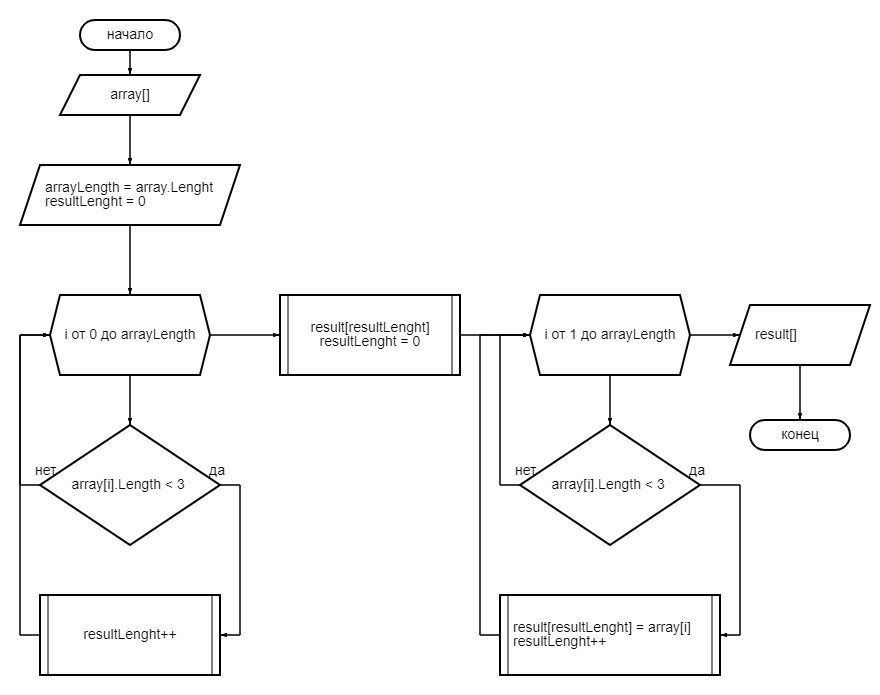 начало
array[]
arrayLength = array.Lenght
resultLenght = 0
i от 0 до arrayLength
нет
array[i].Length < 3
да
resultLenght++
result[resultLenght]
resultLenght = 0
i от 1 до arrayLength
нет
array[i].Length < 3
да
result[resultLenght] = array[i]
resultLenght++
result[]
конец